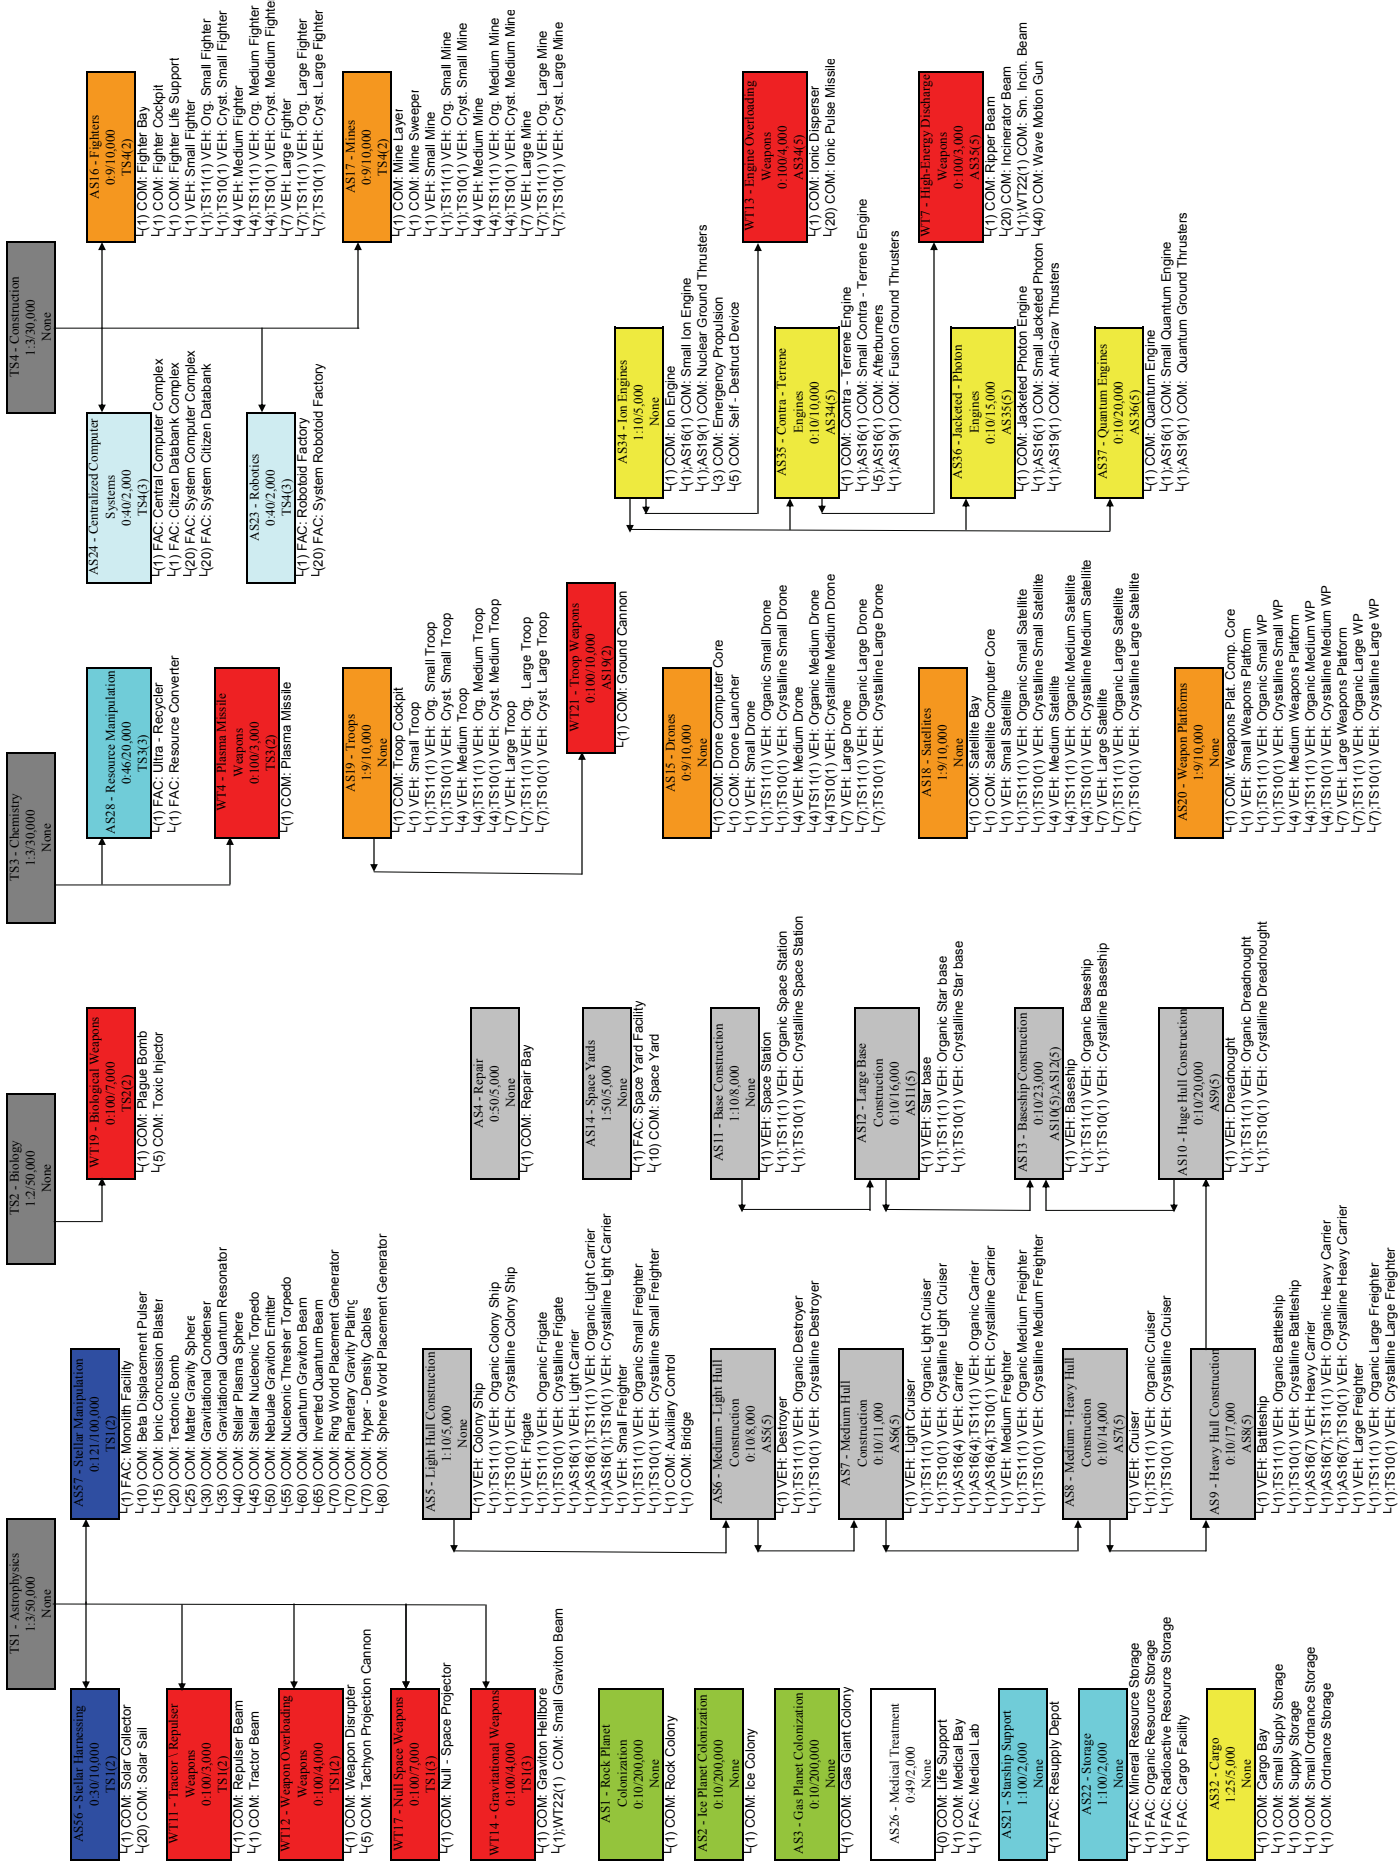 TS1 - Astrophysics
1:3/50,000
None
AS56 - Stellar Harnessing
0:30/10,000
TS1(2)
L(1) COM: Solar Collector
L(20) COM: Solar Sail
WT11 - Tractor \ Repulser
Weapons
0:100/3,000
TS1(2)
L(1) COM: Repulser Beam
L(1) COM: Tractor Beam
WT12 - Weapon Overloading
Weapons
0:100/4,000
TS1(2)
L(1) COM: Weapon Disrupter
L(5) COM: Tachyon Projection Cannon
WT17 - Null Space Weapons
0:100/7,000
TS1(3)
L(1) COM: Null - Space Projector
WT14 - Gravitational Weapons
0:100/4,000
TS1(3)
L(1) COM: Graviton Hellbore
L(1);WT22(1) COM: Small Graviton Beam
AS1 - Rock Planet
Colonization
0:10/200,000
None
L(1) COM: Rock Colony
AS2 - Ice Planet Colonization
0:10/200,000
None
L(1) COM: Ice Colony
AS3 - Gas Planet Colonization
0:10/200,000
None
L(1) COM: Gas Giant Colony
AS26 - Medical Treatment
0:49/2,000
None
L(0) COM: Life Support
L(1) COM: Medical Bay
L(1) FAC: Medical Lab
AS21 - Starship Support
1:100/2,000
None
L(1) FAC: Resupply Depot
AS22 - Storage
1:100/2,000
None
L(1) FAC: Mineral Resource Storage
L(1) FAC: Organic Resource Storage
L(1) FAC: Radioactive Resource Storage
L(1) FAC: Cargo Facility
AS32 - Cargo
1:25/5,000
None
L(1) COM: Cargo Bay
L(1) COM: Small Supply Storage
L(1) COM: Supply Storage
L(1) COM: Small Ordnance Storage
L(1) COM: Ordnance Storage
AS57 - Stellar Manipulation
0:121/100,000
TS1(2)
L(1) FAC: Monolith Facility
L(10) COM: Beta Displacement Pulser
L(15) COM: Ionic Concussion Blaster
L(20) COM: Tectonic Bomb
L(25) COM: Matter Gravity Sphere
L(30) COM: Gravitational Condenser
L(35) COM: Gravitational Quantum Resonator
L(40) COM: Stellar Plasma Sphere
L(45) COM: Stellar Nucleonic Torpedo
L(50) COM: Nebulae Graviton Emitter
L(55) COM: Nucleonic Thresher Torpedo
L(60) COM: Quantum Graviton Beam
L(65) COM: Inverted Quantum Beam
L(70) COM: Ring World Placement Generator
L(70) COM: Planetary Gravity Plating
L(70) COM: Hyper - Density Cables
L(80) COM: Sphere World Placement Generator
AS5 - Light Hull Construction
1:10/5,000
None
L(1) VEH: Colony Ship
L(1);TS11(1) VEH: Organic Colony Ship
L(1);TS10(1) VEH: Crystalline Colony Ship
L(1) VEH: Frigate
L(1);TS11(1) VEH: Organic Frigate
L(1);TS10(1) VEH: Crystalline Frigate
L(1);AS16(1) VEH: Light Carrier
L(1);AS16(1);TS11(1) VEH: Organic Light Carrier
L(1);AS16(1);TS10(1) VEH: Crystalline Light Carrier
L(1) VEH: Small Freighter
L(1);TS11(1) VEH: Organic Small Freighter
L(1);TS10(1) VEH: Crystalline Small Freighter
L(1) COM: Auxiliary Control
L(1) COM: Bridge
AS6 - Medium - Light Hull
Construction
0:10/8,000
AS5(5)
L(1) VEH: Destroyer
L(1);TS11(1) VEH: Organic Destroyer
L(1);TS10(1) VEH: Crystalline Destroyer
AS7 - Medium Hull
Construction
0:10/11,000
AS6(5)
L(1) VEH: Light Cruiser
L(1);TS11(1) VEH: Organic Light Cruiser
L(1);TS10(1) VEH: Crystalline Light Cruiser
L(1);AS16(4) VEH: Carrier
L(1);AS16(4);TS11(1) VEH: Organic Carrier
L(1);AS16(4);TS10(1) VEH: Crystalline Carrier
L(1) VEH: Medium Freighter
L(1);TS11(1) VEH: Organic Medium Freighter
L(1);TS10(1) VEH: Crystalline Medium Freighter
AS8 - Medium - Heavy Hull
Construction
0:10/14,000
AS7(5)
L(1) VEH: Cruiser
L(1);TS11(1) VEH: Organic Cruiser
L(1);TS10(1) VEH: Crystalline Cruiser
AS9 - Heavy Hull Construction
0:10/17,000
AS8(5)
L(1) VEH: Battleship
L(1);TS11(1) VEH: Organic Battleship
L(1);TS10(1) VEH: Crystalline Battleship
L(1);AS16(7) VEH: Heavy Carrier
L(1);AS16(7);TS11(1) VEH: Organic Heavy Carrier
L(1);AS16(7);TS10(1) VEH: Crystalline Heavy Carrier
L(1) VEH: Large Freighter
L(1);TS11(1) VEH: Organic Large Freighter
L(1);TS10(1) VEH: Crystalline Large Freighter
TS2 - Biology
1:2/50,000
None
WT19 - Biological Weapons
0:100/7,000
TS2(2)
L(1) COM: Plague Bomb
L(5) COM: Toxic Injector
AS4 - Repair
0:50/5,000
None
L(1) COM: Repair Bay
AS14 - Space Yards
1:50/5,000
None
L(1) FAC: Space Yard Facility
L(10) COM: Space Yard
AS11 - Base Construction
1:10/8,000
None
L(1) VEH: Space Station
L(1);TS11(1) VEH: Organic Space Station
L(1);TS10(1) VEH: Crystalline Space Station
AS12 - Large Base
Construction
0:10/16,000
AS11(5)
L(1) VEH: Star base
L(1);TS11(1) VEH: Organic Star base
L(1);TS10(1) VEH: Crystalline Star base
AS13 - Baseship Construction
0:10/23,000
AS10(5);AS12(5)
L(1) VEH: Baseship
L(1);TS11(1) VEH: Organic Baseship
L(1);TS10(1) VEH: Crystalline Baseship
AS10 - Huge Hull Construction
0:10/20,000
AS9(5)
L(1) VEH: Dreadnought
L(1);TS11(1) VEH: Organic Dreadnought
L(1);TS10(1) VEH: Crystalline Dreadnought
TS3 - Chemistry
1:3/30,000
None
AS28 - Resource Manipulation
0:46/20,000
TS3(3)
L(1) FAC: Ultra - Recycler
L(1) FAC: Resource Converter
WT4 - Plasma Missile
Weapons
0:100/3,000
TS3(2)
L(1) COM: Plasma Missile
AS19 - Troops
1:9/10,000
None
L(1) COM: Troop Cockpit
L(1) VEH: Small Troop
L(1);TS11(1) VEH: Org. Small Troop
L(1);TS10(1) VEH: Cryst. Small Troop
L(4) VEH: Medium Troop
L(4);TS11(1) VEH: Org. Medium Troop
L(4);TS10(1) VEH: Cryst. Medium Troop
L(7) VEH: Large Troop
L(7);TS11(1) VEH: Org. Large Troop
L(7);TS10(1) VEH: Cryst. Large Troop
WT21 - Troop Weapons
0:100/10,000
AS19(2)
L(1) COM: Ground Cannon
AS15 - Drones
0:9/10,000
None
L(1) COM: Drone Computer Core
L(1) COM: Drone Launcher
L(1) VEH: Small Drone
L(1);TS11(1) VEH: Organic Small Drone
L(1);TS10(1) VEH: Crystalline Small Drone
L(4) VEH: Medium Drone
L(4);TS11(1) VEH: Organic Medium Drone
L(4);TS10(1) VEH: Crystalline Medium Drone
L(7) VEH: Large Drone
L(7);TS11(1) VEH: Organic Large Drone
L(7);TS10(1) VEH: Crystalline Large Drone
AS18 - Satellites
1:9/10,000
None
L(1) COM: Satellite Bay
L(1) COM: Satellite Computer Core
L(1) VEH: Small Satellite
L(1);TS11(1) VEH: Organic Small Satellite
L(1);TS10(1) VEH: Crystalline Small Satellite
L(4) VEH: Medium Satellite
L(4);TS11(1) VEH: Organic Medium Satellite
L(4);TS10(1) VEH: Crystalline Medium Satellite
L(7) VEH: Large Satellite
L(7);TS11(1) VEH: Organic Large Satellite
L(7);TS10(1) VEH: Crystalline Large Satellite
AS20 - Weapon Platforms
1:9/10,000
None
L(1) COM: Weapons Plat. Comp. Core
L(1) VEH: Small Weapons Platform
L(1);TS11(1) VEH: Organic Small WP
L(1);TS10(1) VEH: Crystalline Small WP
L(4) VEH: Medium Weapons Platform
L(4);TS11(1) VEH: Organic Medium WP
L(4);TS10(1) VEH: Crystalline Medium WP
L(7) VEH: Large Weapons Platform
L(7);TS11(1) VEH: Organic Large WP
L(7);TS10(1) VEH: Crystalline Large WP
TS4 - Construction
1:3/30,000
None
AS24 - Centralized Computer
Systems
0:40/2,000
TS4(3)
L(1) FAC: Central Computer Complex
L(1) FAC: Citizen Databank Complex
L(20) FAC: System Computer Complex
L(20) FAC: System Citizen Databank
AS23 - Robotics
0:40/2,000
TS4(3)
L(1) FAC: Robotoid Factory
L(20) FAC: System Robotoid Factory
AS34 - Ion Engines
1:10/5,000
None
L(1) COM: Ion Engine
L(1);AS16(1) COM: Small Ion Engine
L(1);AS19(1) COM: Nuclear Ground Thrusters
L(3) COM: Emergency Propulsion
L(5) COM: Self - Destruct Device
AS35 - Contra - Terrene
Engines
0:10/10,000
AS34(5)
L(1) COM: Contra - Terrene Engine
L(1);AS16(1) COM: Small Contra - Terrene Engine
L(5);AS16(1) COM: Afterburners
L(1);AS19(1) COM: Fusion Ground Thrusters
AS36 - Jacketed - Photon
Engines
0:10/15,000
AS35(5)
L(1) COM: Jacketed Photon Engine
L(1);AS16(1) COM: Small Jacketed Photon
L(1);AS19(1) COM: Anti-Grav Thrusters
AS37 - Quantum Engines
0:10/20,000
AS36(5)
L(1) COM: Quantum Engine
L(1);AS16(1) COM: Small Quantum Engine
L(1);AS19(1) COM: Quantum Ground Thrusters
AS16 - Fighters
0:9/10,000
TS4(2)
L(1) COM: Fighter Bay
L(1) COM: Fighter Cockpit
L(1) COM: Fighter Life Support
L(1) VEH: Small Fighter
L(1);TS11(1) VEH: Org. Small Fighter
L(1);TS10(1) VEH: Cryst. Small Fighter
L(4) VEH: Medium Fighter
L(4);TS11(1) VEH: Org. Medium Fighter
L(4);TS10(1) VEH: Cryst. Medium Fighter
L(7) VEH: Large Fighter
L(7);TS11(1) VEH: Org. Large Fighter
L(7);TS10(1) VEH: Cryst. Large Fighter
AS17 - Mines
0:9/10,000
TS4(2)
L(1) COM: Mine Layer
L(1) COM: Mine Sweeper
L(1) VEH: Small Mine
L(1);TS11(1) VEH: Org. Small Mine
L(1);TS10(1) VEH: Cryst. Small Mine
L(4) VEH: Medium Mine
L(4);TS11(1) VEH: Org. Medium Mine
L(4);TS10(1) VEH: Cryst. Medium Mine
L(7) VEH: Large Mine
L(7);TS11(1) VEH: Org. Large Mine
L(7);TS10(1) VEH: Cryst. Large Mine
WT13 - Engine Overloading
Weapons
0:100/4,000
AS34(5)
L(1) COM: Ionic Disperser
L(20) COM: Ionic Pulse Missile
WT17 - High-Energy Discharge
Weapons
0:100/3,000
AS35(5)
L(1) COM: Ripper Beam
L(20) COM: Incinerator Beam
L(1);WT22(1) COM: Sm. Incin. Beam
L(40) COM: Wave Motion Gun